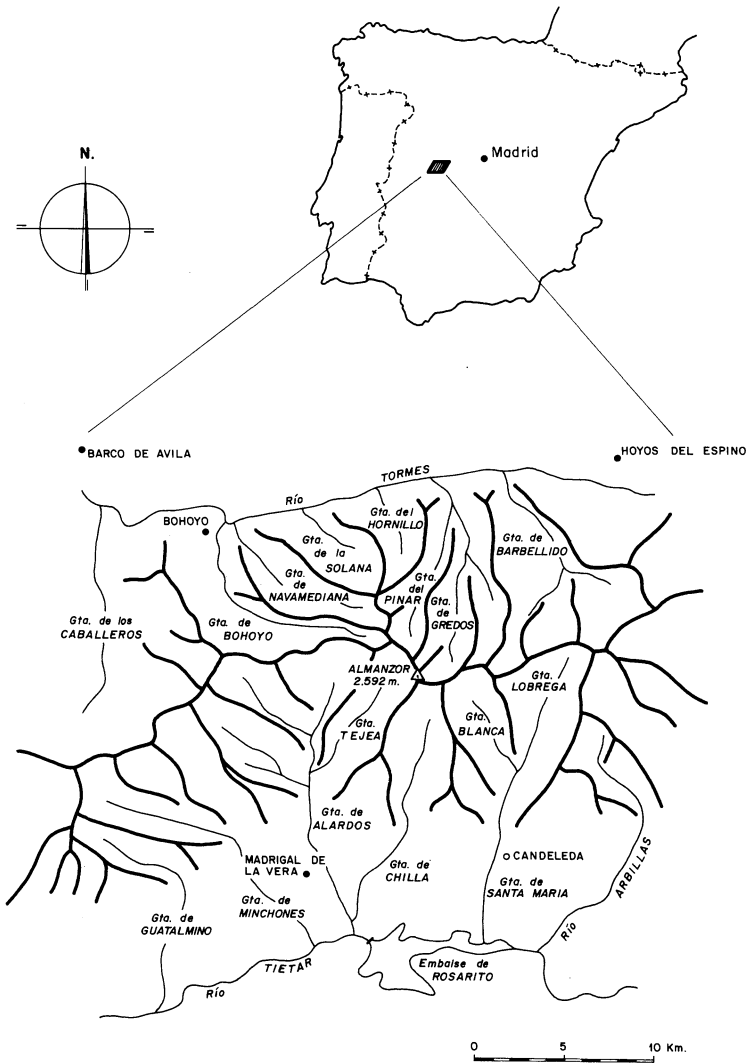 Madrid
N.
BARCO DE AVILA
HOYOS DEL ESPINO
Río TORMES
BOHOYO
Gta. del
HORNILLO
Gta.
de la
SOLANA
Gta. de
BARBELLIDO
Gta.
de
NAVAMEDIANA
Gta.
del
PINAR
Gta.
de
GREDOS
Gta. de los
CABALLEROS
Gta. de
BOHOYO
ALMANZOR
2.592 m.
Gta.
LOBREGA
Gta.
TEJEA
Gta.
BLANCA
Gta. de
ALARDOS
MADRIGAL DE
LA VERA
Gta. de
CHILLA
CANDELEDA
Gta. de
SANTA MARIA
Río ARBILLAS
Gta. de
MINCHONES
Gta. de
GUATALMINO
Río TIETAR
Embalse de
ROSARITO
0 5 10 Km.